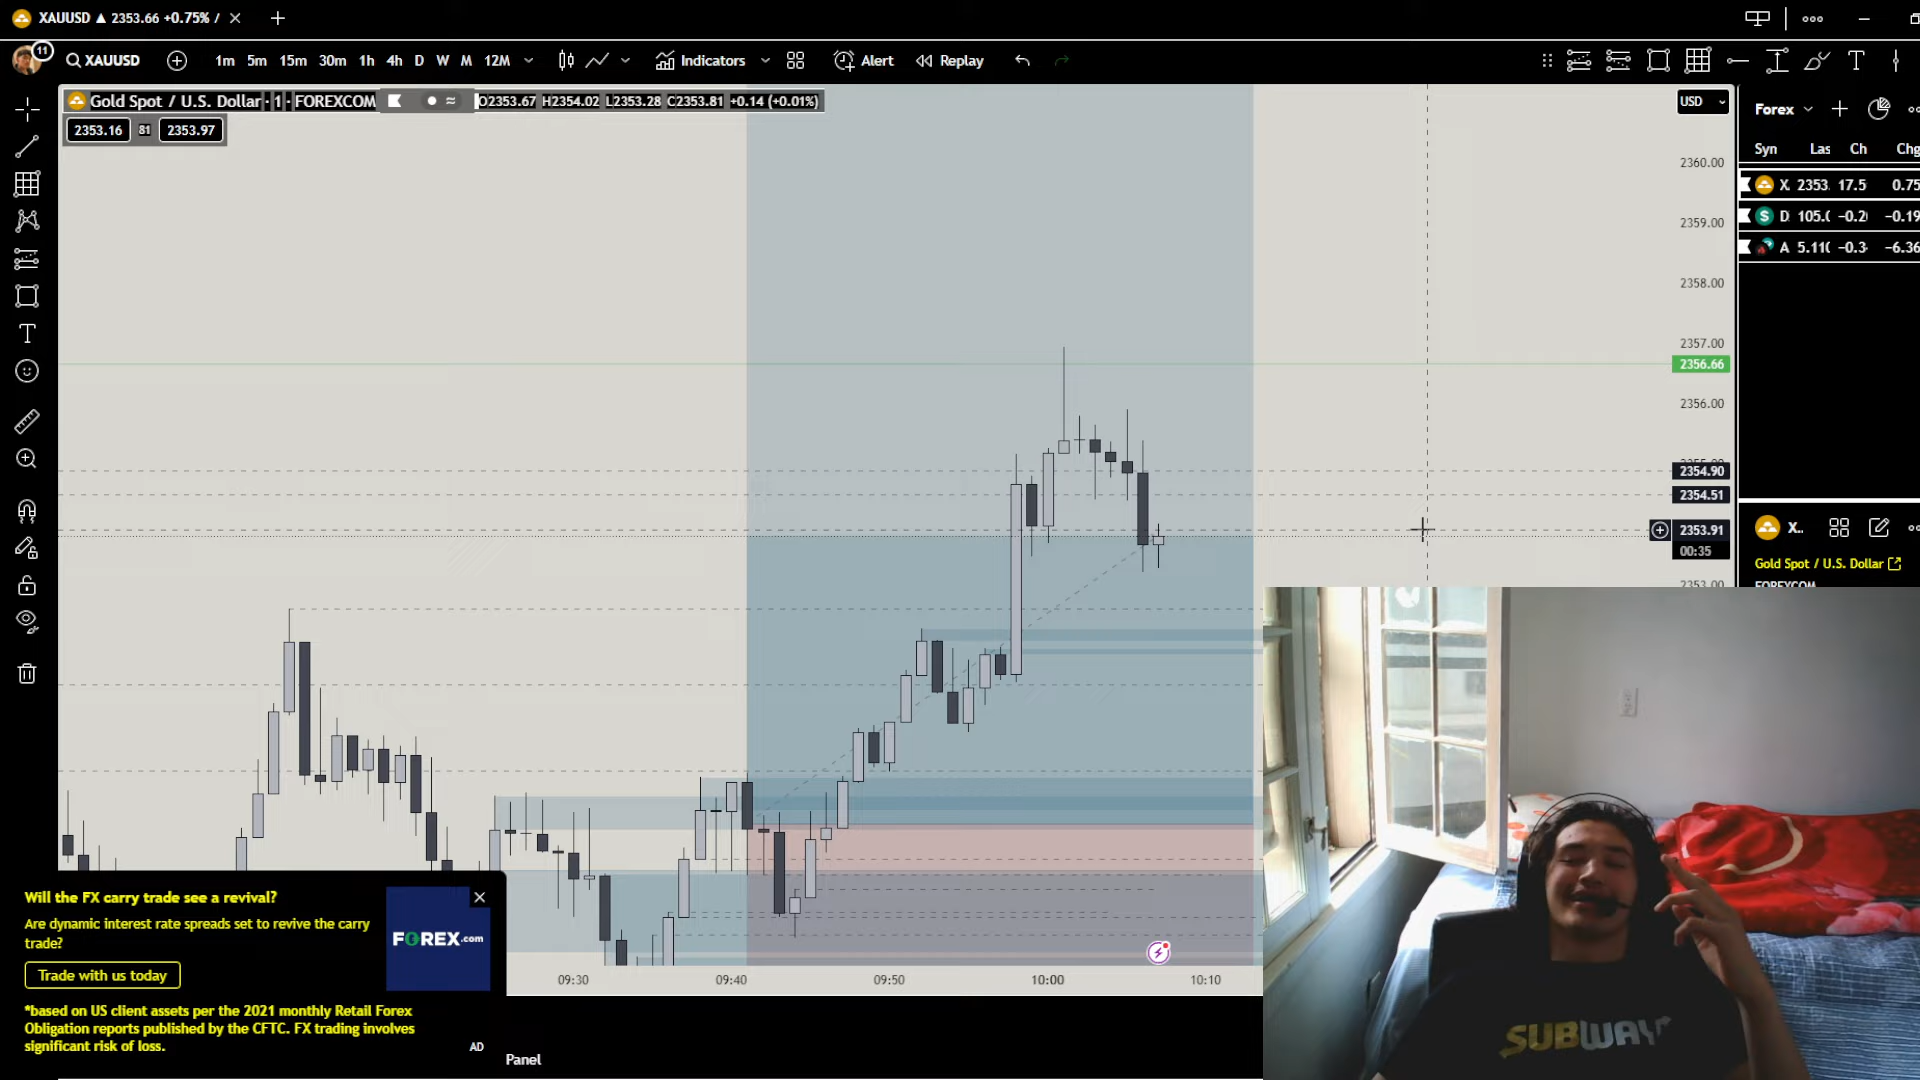 XAUUSD ▲ 2353.66 +0.75% /
11
XAUUSD
1m 5m 15m 30m 1h 4h D W M 12M
Indicators
Alert
Replay
Gold Spot / U.S. Dollar · 1 · FOREXCOM
O2353.67 H2354.02 L2353.28 C2353.81 +0.14 (+0.01%)
2353.16 81 2353.97
USD
Forex
Syn Las Ch Chg
X 2353. 17.5 0.75
D 105.( −0.2 −0.19
A 5.11( −0.3 −6.36
2360.00
2359.00
2358.00
2357.00
2356.66
2356.00
2354.90
2354.51
2353.91
00:35
2353.00
X..
Gold Spot / U.S. Dollar
FOREXCOM
Will the FX carry trade see a revival?
Are dynamic interest rate spreads set to revive the carry
trade?
FOREX.com
Trade with us today
*based on US client assets per the 2021 monthly Retail Forex
Obligation reports published by the CFTC. FX trading involves
significant risk of loss.
AD
09:30 09:40 09:50 10:00 10:10
Panel
SUBWAY